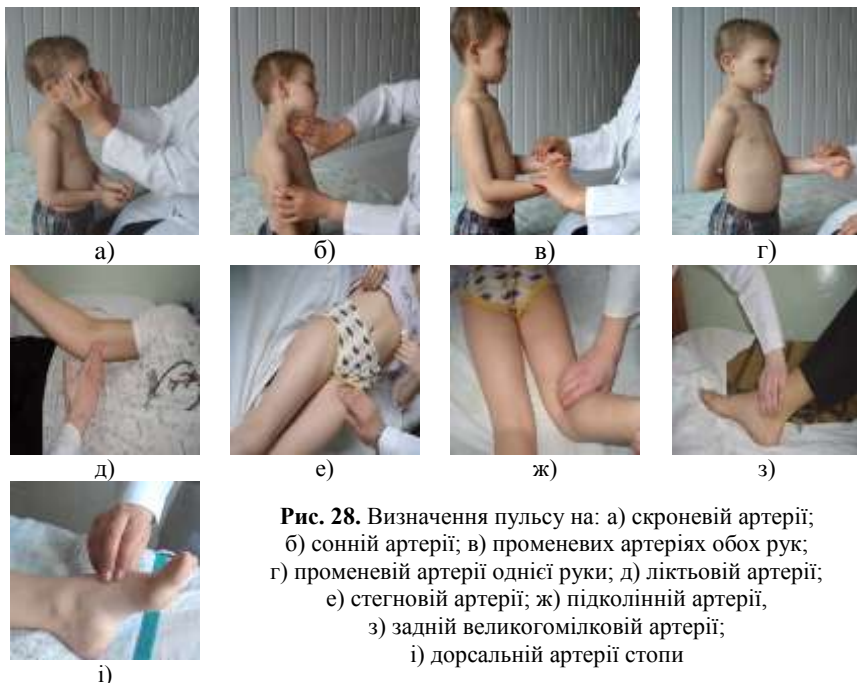 а)
б)
в)
г)
д)
е)
ж)
з)
і)
Рис. 28. Визначення пульсу на: а) скроневій артерії;
б) сонній артерії; в) променевих артеріях обох рук;
г) променевій артерії однієї руки; д) ліктьовій артерії;
е) стегновій артерії; ж) підколінній артерії,
з) задній великогомілковій артерії;
і) дорсальній артерії стопи